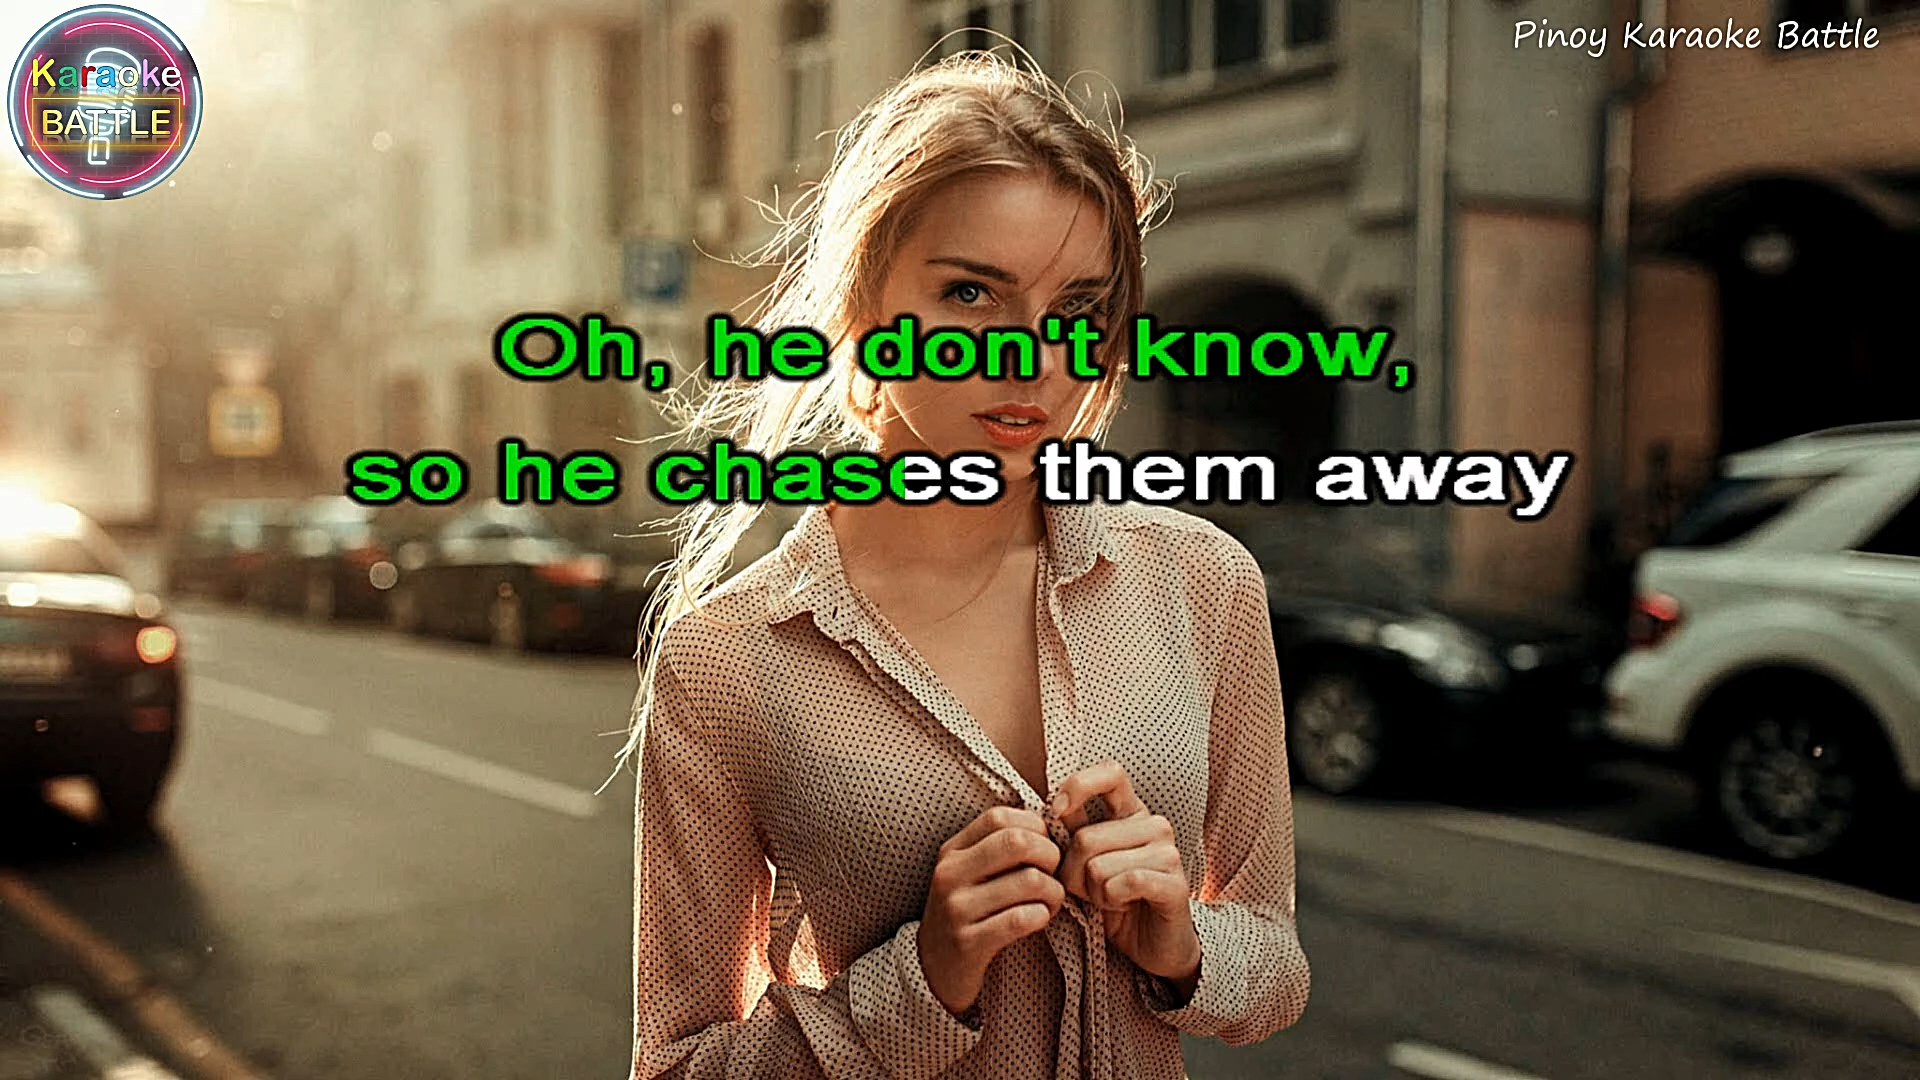 Karaoke
BATTLE
Pinoy Karaoke Battle
Oh, he don't know,
so he chases them away